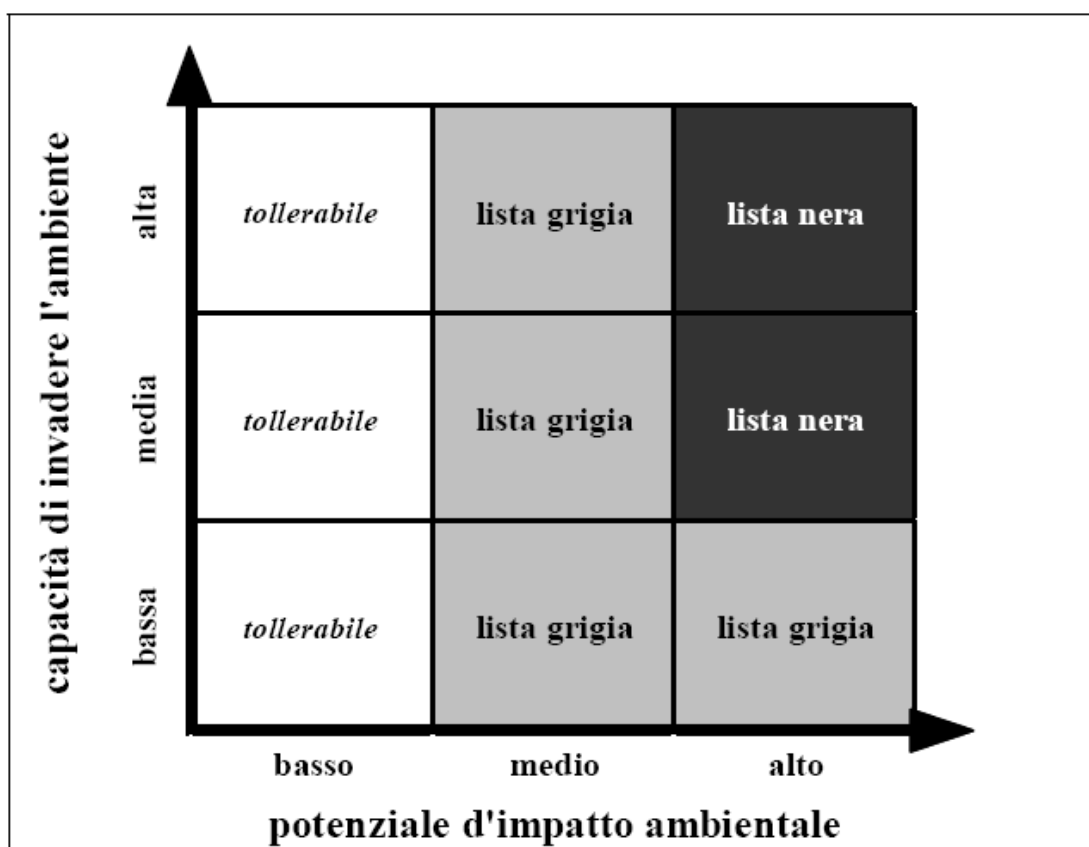 capacità di invadere l'ambiente
alta
tollerabile
lista grigia
lista nera
media
tollerabile
lista grigia
lista nera
bassa
tollerabile
lista grigia
lista grigia
basso
medio
alto
potenziale d'impatto ambientale